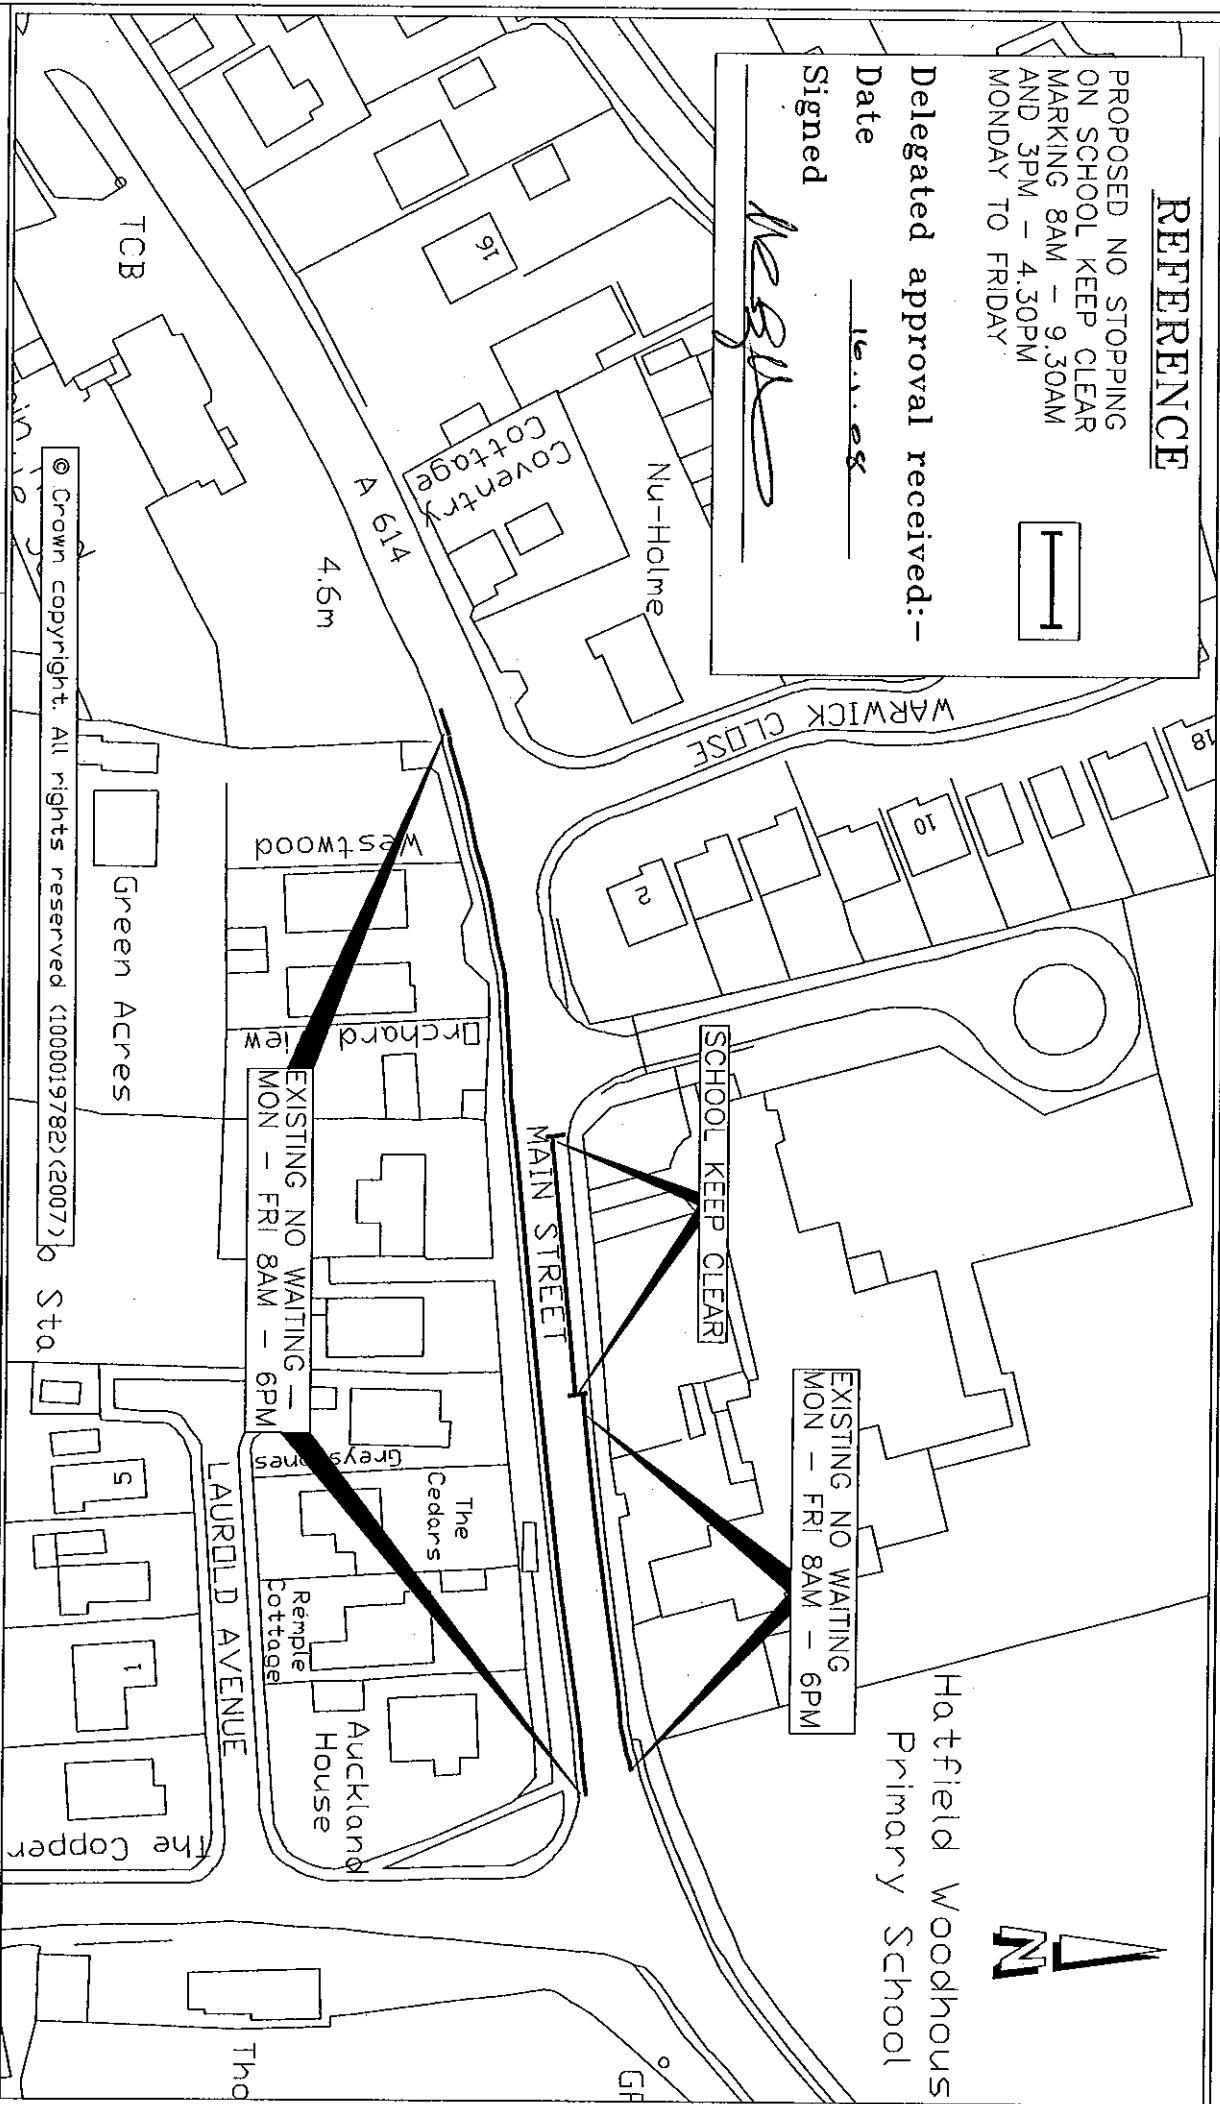 REFERENCE
PROPOSED NO STOPPING
ON SCHOOL KEEP CLEAR
MARKING 8AM - 9.30AM
AND 3PM - 4.30PM
MONDAY TO FRIDAY
Delegated approval received:-
Date
Signed
Hatfield Woodhous
Primary School
N
18
10
2
WARWICK CLOSE
SCHOOL KEEP CLEAR
EXISTING NO WAITING
MON - FRI 8AM - 6PM
16
Nu-Holme
Coventry
Cottage
A 614
4.6m
TCB
MAIN STREET
Westwood
Orchard
EXISTING NO WAITING -
MON - FRI 8AM - 6PM
Green Acres
The
Cedars
Remple
Cottage
Auckland
House
LAUROLD AVENUE
5
1
The Copper
Sta
Tho
GP
© Crown copyright. All rights reserved (100019782)(2007)